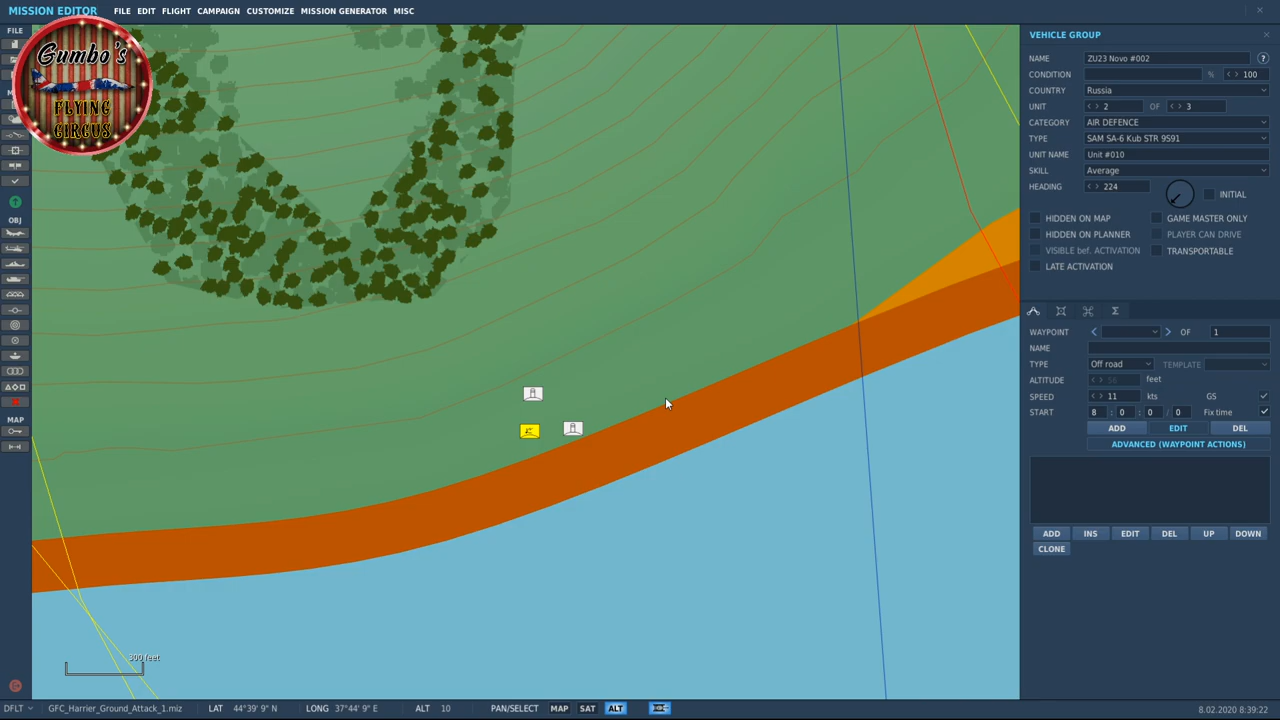 MISSION EDITOR FILE EDIT FLIGHT CAMPAIGN CUSTOMIZE MISSION GENERATOR MISC
FILE
Gumbo's
FLYING
CIRCUS
OBJ
MAP
300 feet
VEHICLE GROUP
NAME ZU23 Novo #002 ?
CONDITION % < > 100
COUNTRY Russia
UNIT < > 2 OF < > 3
CATEGORY AIR DEFENCE
TYPE SAM SA-6 Kub STR 9S91
UNIT NAME Unit #010
SKILL Average
HEADING < > 224 INITIAL
HIDDEN ON MAP GAME MASTER ONLY
HIDDEN ON PLANNER PLAYER CAN DRIVE
VISIBLE bef. ACTIVATION TRANSPORTABLE
LATE ACTIVATION
WAYPOINT < > OF 1
NAME
TYPE Off road TEMPLATE
ALTITUDE < > 56 feet
SPEED < > 11 kts GS
START 8 : 0 : 0 / 0 Fix time
ADD EDIT DEL
ADVANCED (WAYPOINT ACTIONS)
ADD INS EDIT DEL UP DOWN
CLONE
DFLT GFC_Harrier_Ground_Attack_1.miz LAT 44°39' 9" N LONG 37°44' 9" E ALT 10 PAN/SELECT MAP SAT ALT 8.02.2020 8:39:22